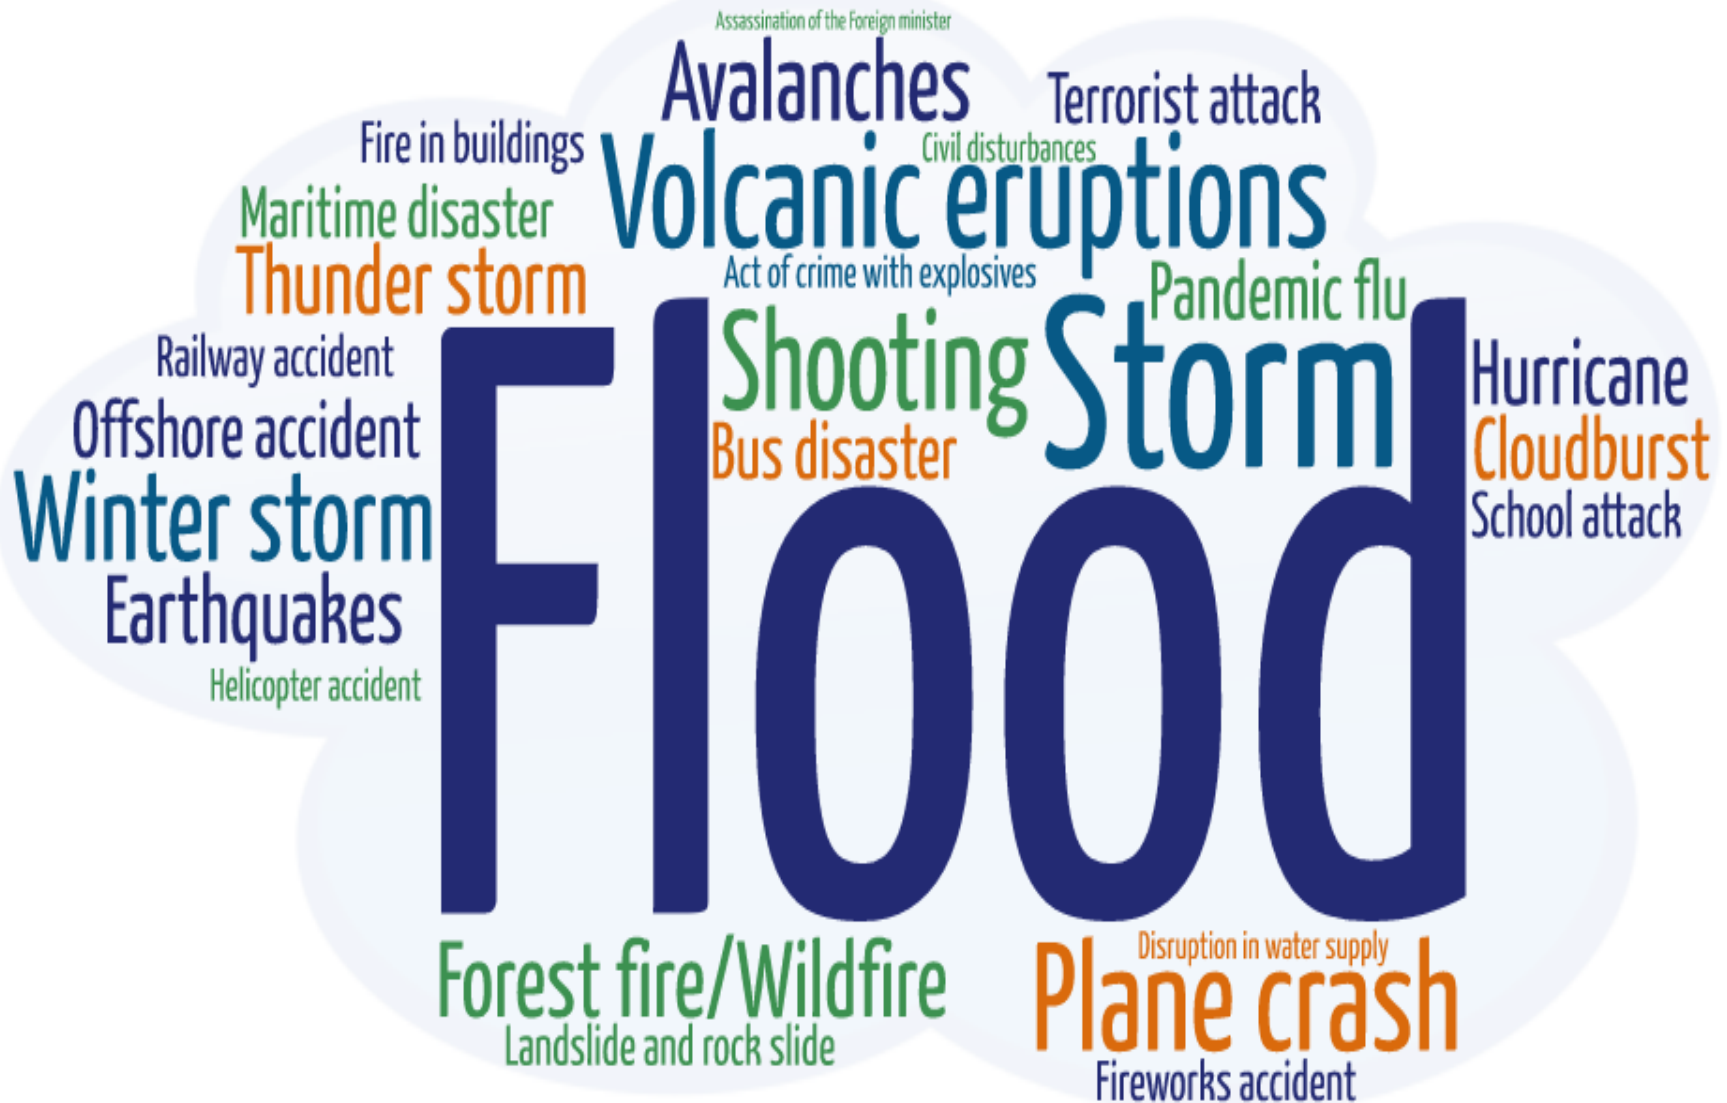 Assassination of the Foreign minister
Avalanches
Terrorist attack
Fire in buildings
Civil disturbances
Volcanic eruptions
Maritime disaster
Thunder storm
Act of crime with explosives
Pandemic flu
Shooting
Storm
Railway accident
Hurricane
Offshore accident
Bus disaster
Cloudburst
Winter storm
School attack
Flood
Earthquakes
Helicopter accident
Forest fire/Wildfire
Disruption in water supply
Plane crash
Landslide and rock slide
Fireworks accident